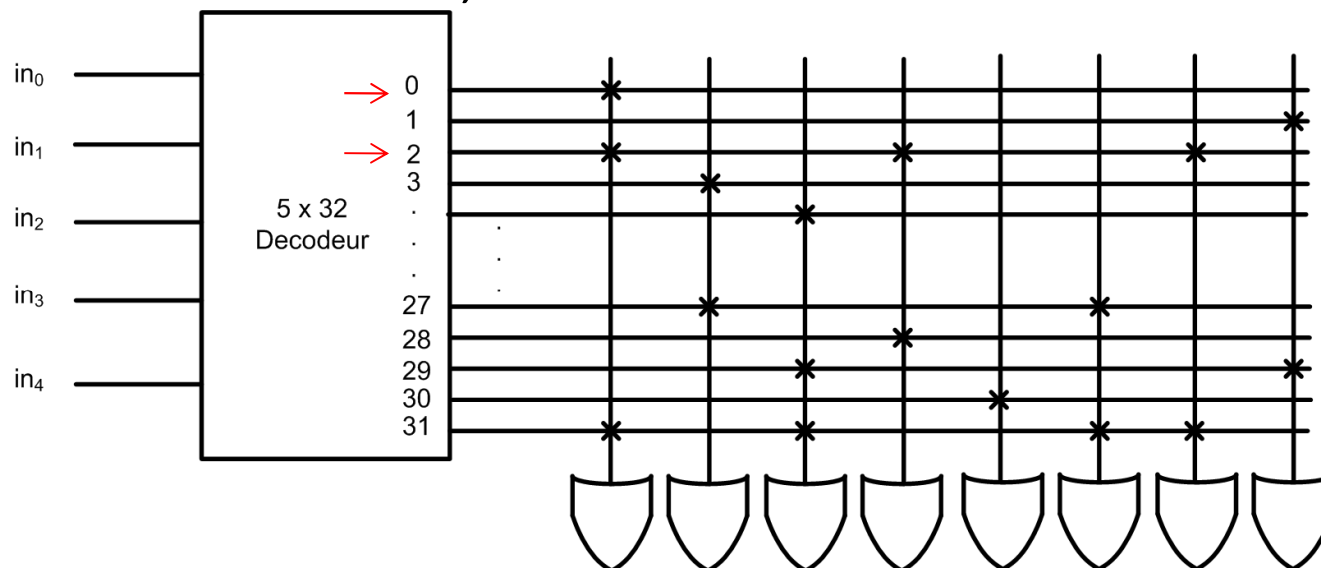 in₀
in₁
in₂
in₃
in₄
5 x 32
Decodeur
0
1
2
3
.
.
.
27
28
29
30
31
.
.
.